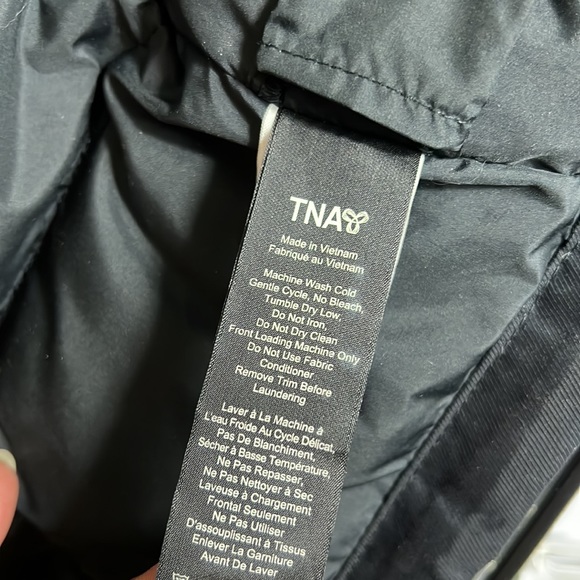 TNA
Made in Vietnam
Fabriqué au Vietnam
Machine Wash Cold
Gentle Cycle, No Bleach,
Tumble Dry Low,
Do Not Iron,
Do Not Dry Clean
Front Loading Machine Only
Do Not Use Fabric
Conditioner
Remove Trim Before
Laundering
Laver à La Machine à
L'eau Froide Au Cycle Délicat,
Pas De Blanchiment,
Sécher à Basse Température,
Ne Pas Repasser,
Ne Pas Nettoyer à Sec
Laveuse à Chargement
Frontal Seulement
Ne Pas Utiliser
D'assouplissant à Tissus
Enlever La Garniture
Avant De Laver